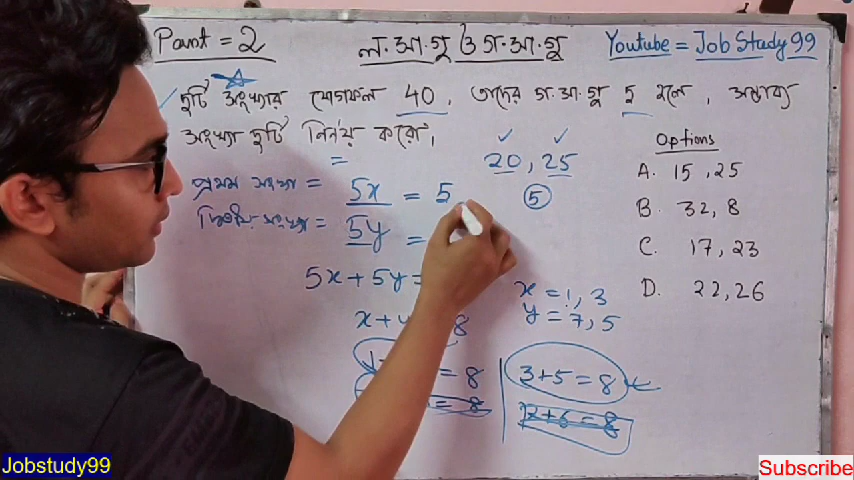 Part = 2
ল.সা.গু ও গ.সা.গু
Youtube = Job Study 99
দুটি সংখ্যার যোগফল 40, তাদের গ.সা.গু 5 হলে, সম্ভাব্য
সংখ্যা দুটি নির্ণয় করো।
20, 25
5
প্রথম সংখ্যা = 5x = 5
দ্বিতীয় সংখ্যা = 5y =
5x + 5y =
x = 1, 3
y = 7, 5
8
= 8
= 8
3+5 = 8
2+6 = 8
Options
A. 15, 25
B. 32, 8
C. 17, 23
D. 22, 26
Jobstudy99
Subscribe